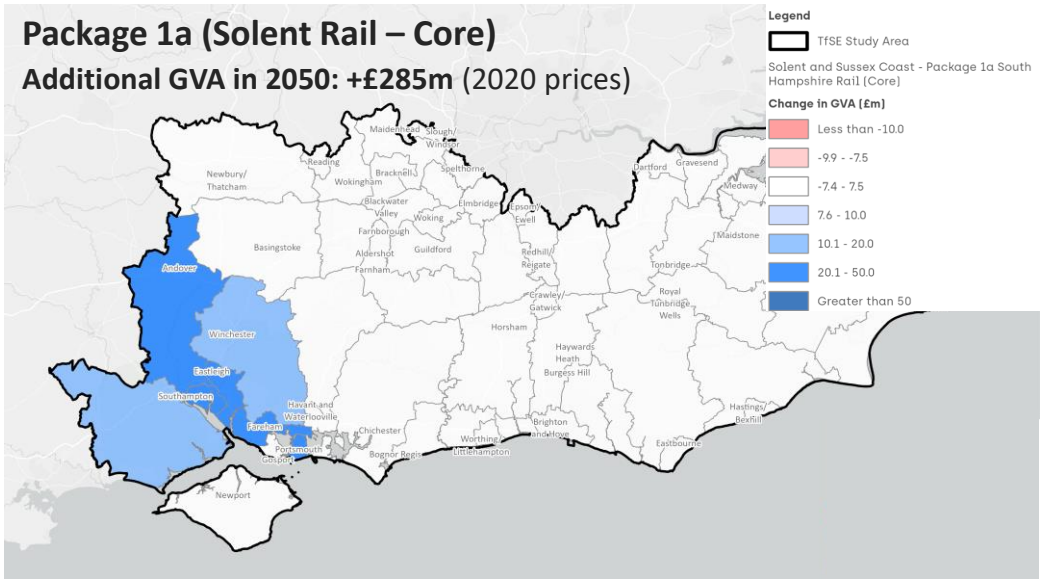 Package 1a (Solent Rail – Core)
Additional GVA in 2050: +£285m (2020 prices)
Legend
TfSE Study Area
Solent and Sussex Coast - Package 1a South
Hampshire Rail (Core)
Change in GVA (£m)
Less than -10.0
-9.9 - -7.5
-7.4 - 7.5
7.6 - 10.0
10.1 - 20.0
20.1 - 50.0
Greater than 50
Maidenhead
Slough/
Windsor
Reading
Newbury/
Thatcham
Wokingham
Bracknell
Spelthorne
Dartford
Gravesend
Medway
Blackwater
Valley
Elmbridge
Epsom/
Ewell
Woking
Farnborough
Maidstone
Basingstoke
Aldershot
Guildford
Redhill/
Reigate
Farnham
Tonbridge
Andover
Royal
Tunbridge
Wells
Crawley/
Gatwick
Horsham
Winchester
Haywards
Heath
Burgess Hill
Eastleigh
Southampton
Havant and
Waterlooville
Fareham
Chichester
Brighton
and Hove
Hastings/
Bexhill
Portsmouth
Gosport
Bognor Regis
Worthing/
Littlehampton
Eastbourne
Newport